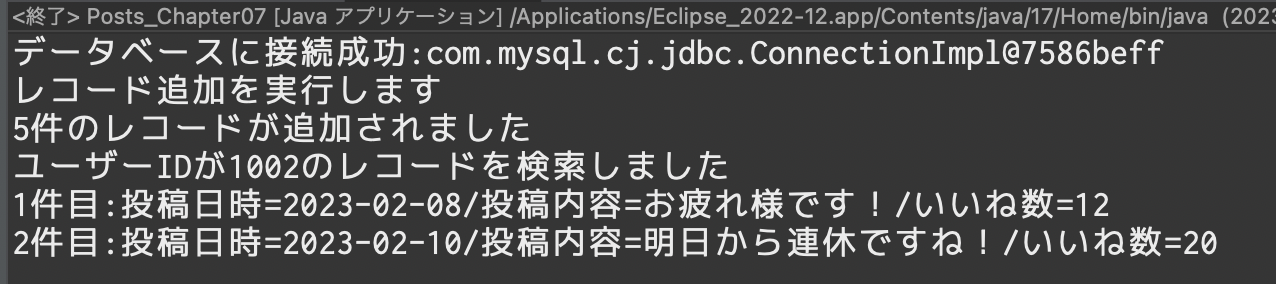 <終了> Posts_Chapter07 [Java アプリケーション] /Applications/Eclipse_2022-12.app/Contents/java/17/Home/bin/java  (2023
データベースに接続成功:com.mysql.cj.jdbc.ConnectionImpl@7586beff
レコード追加を実行します
5件のレコードが追加されました
ユーザーIDが1002のレコードを検索しました
1件目:投稿日時=2023-02-08/投稿内容=お疲れ様です！/いいね数=12
2件目:投稿日時=2023-02-10/投稿内容=明日から連休ですね！/いいね数=20